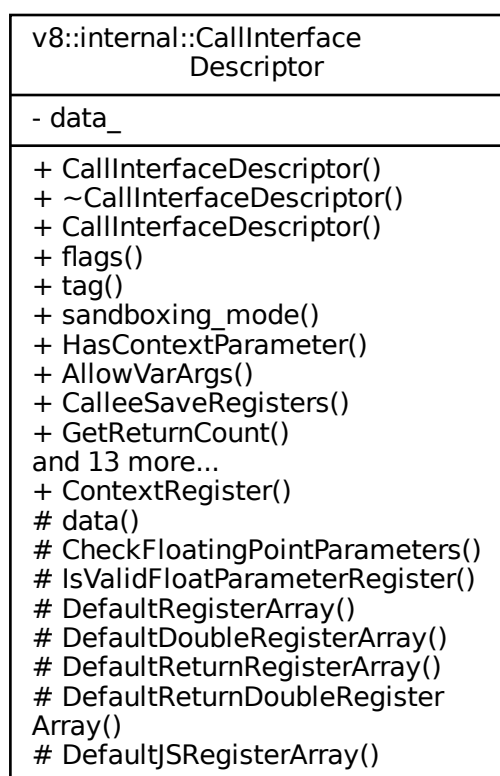 v8::internal::CallInterface
Descriptor
- data_
+ CallInterfaceDescriptor()
+ ~CallInterfaceDescriptor()
+ CallInterfaceDescriptor()
+ flags()
+ tag()
+ sandboxing_mode()
+ HasContextParameter()
+ AllowVarArgs()
+ CalleeSaveRegisters()
+ GetReturnCount()
and 13 more...
+ ContextRegister()
# data()
# CheckFloatingPointParameters()
# IsValidFloatParameterRegister()
# DefaultRegisterArray()
# DefaultDoubleRegisterArray()
# DefaultReturnRegisterArray()
# DefaultReturnDoubleRegister
Array()
# DefaultJSRegisterArray()